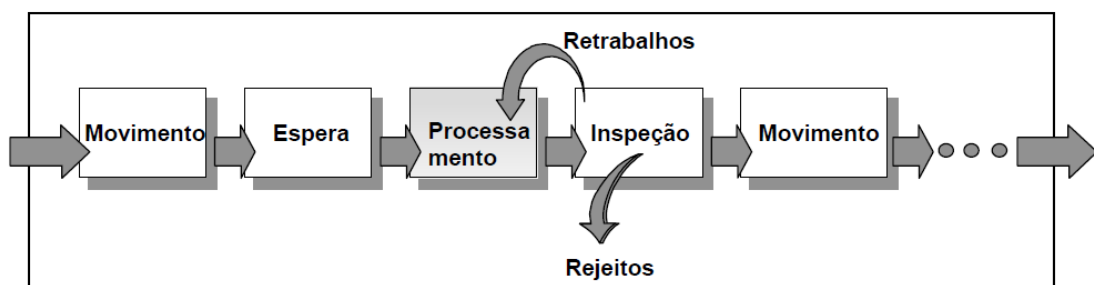 Retrabalhos
Movimento
Espera
Processa
mento
Inspeção
Movimento
Rejeitos